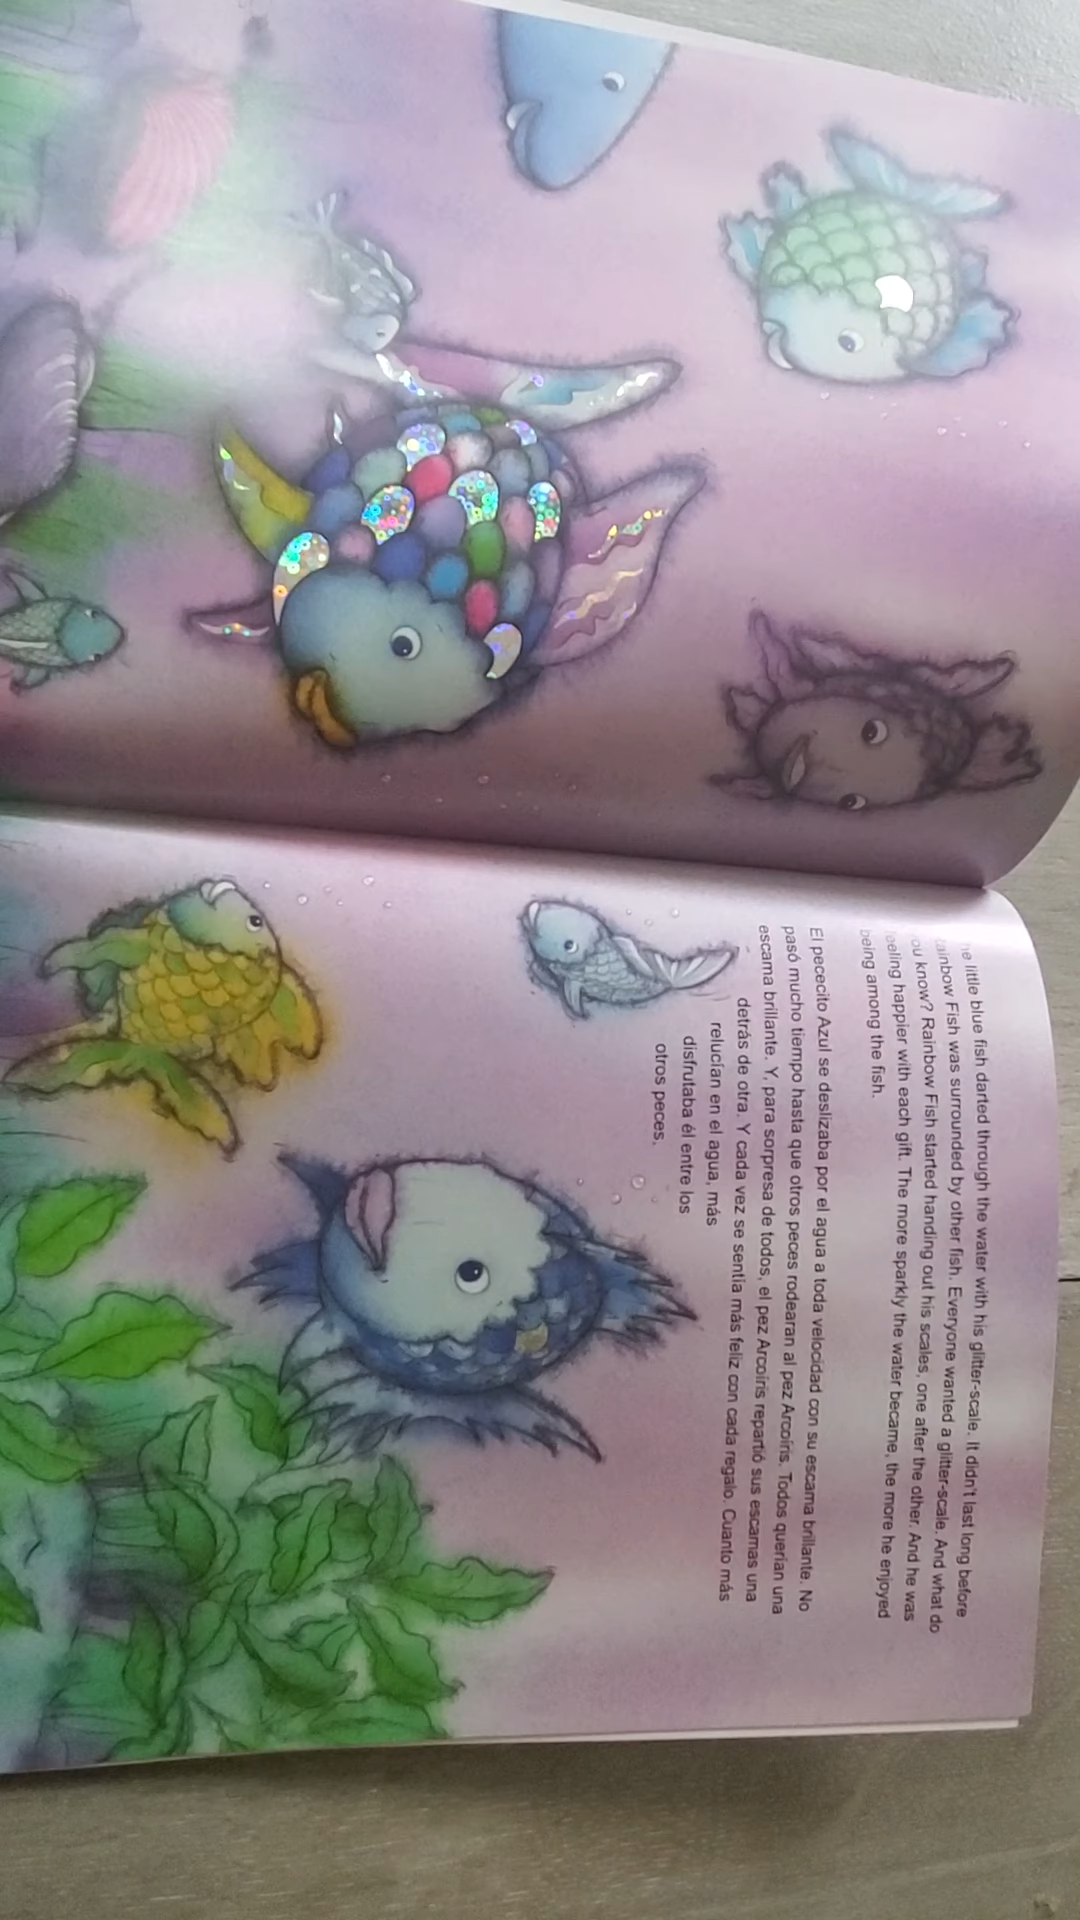 he little blue fish darted through the water with his glitter-scale. It didn't last long before
ainbow Fish was surrounded by other fish. Everyone wanted a glitter-scale. And what do
ou know? Rainbow Fish started handing out his scales, one after the other. And he was
eeling happier with each gift. The more sparkly the water became, the more he enjoyed
being among the fish.
El pececito Azul se deslizaba por el agua a toda velocidad con su escama brillante. No
pasó mucho tiempo hasta que otros peces rodearan al pez Arcoíris. Todos querían una
escama brillante. Y, para sorpresa de todos, el pez Arcoíris repartió sus escamas una
detrás de otra. Y cada vez se sentía más feliz con cada regalo. Cuanto más
relucían en el agua, más
disfrutaba él entre los
otros peces.